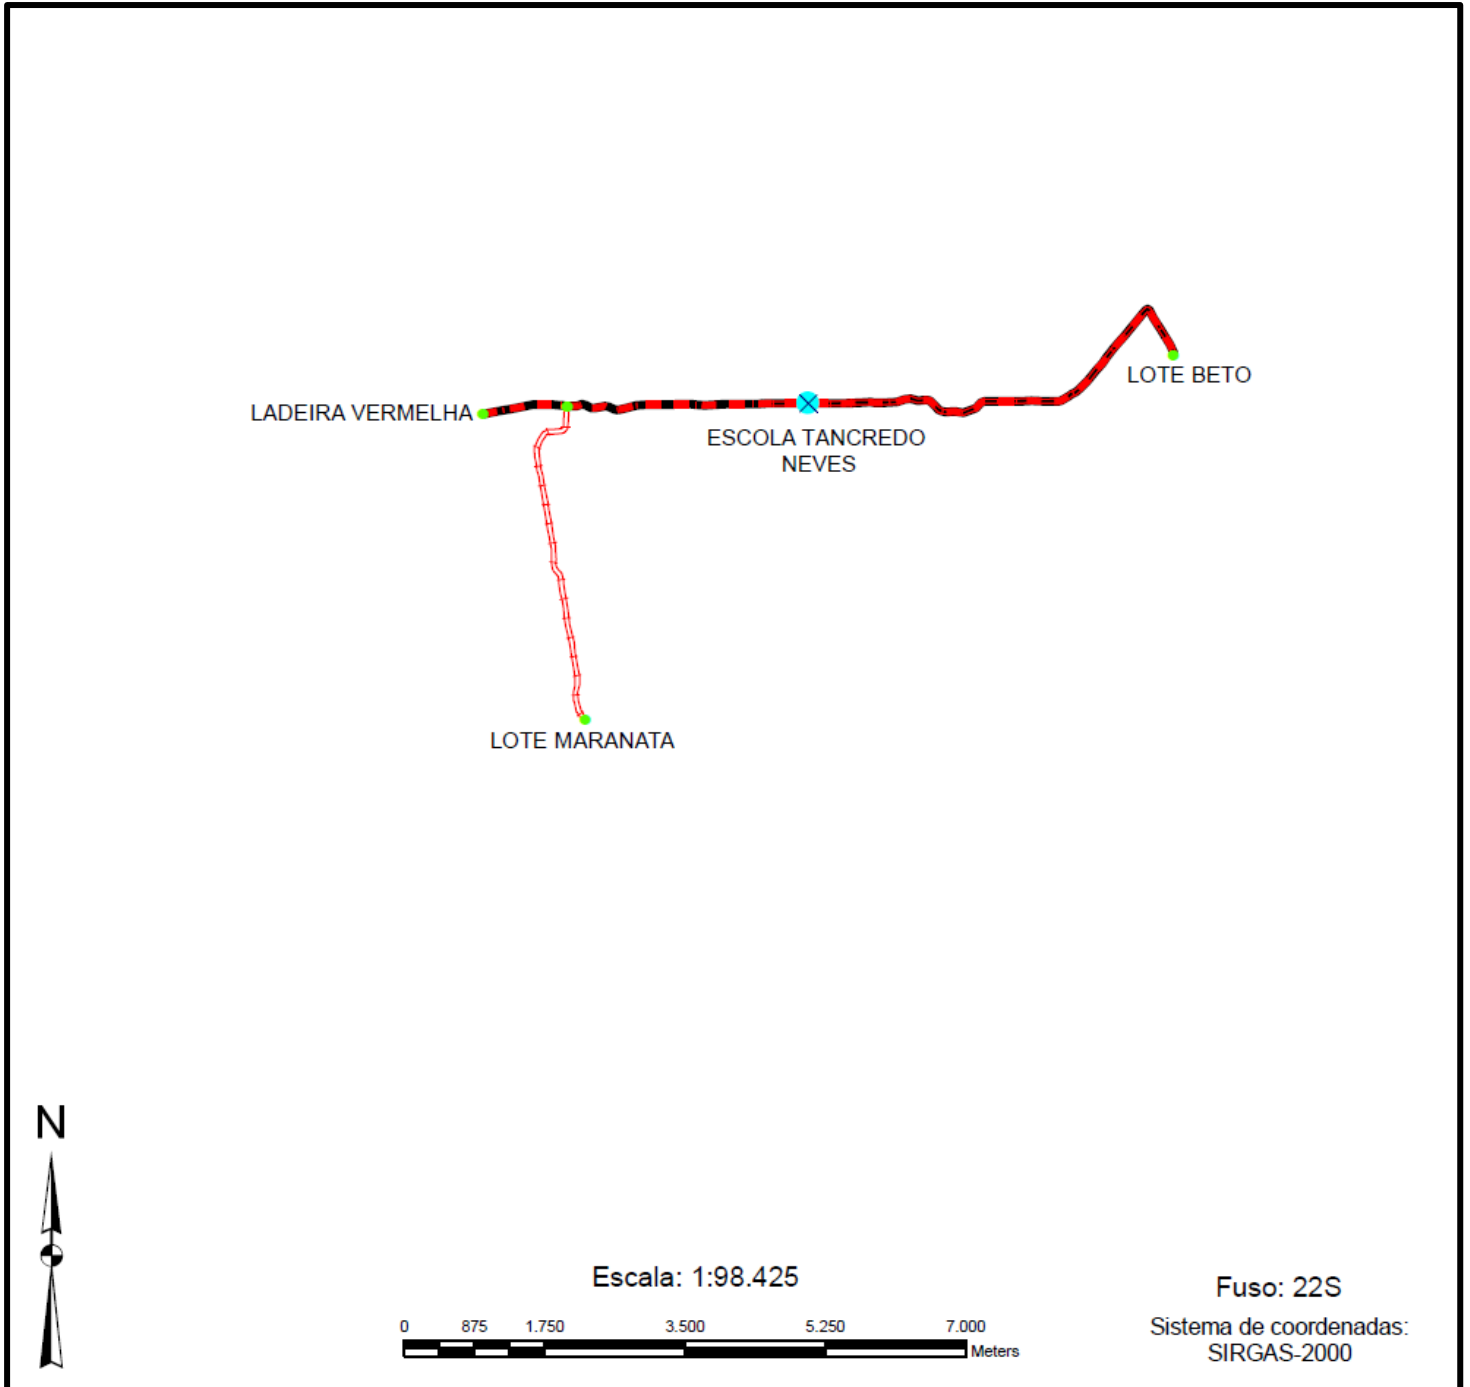 LOTE BETO
LADEIRA VERMELHA
ESCOLA TANCREDO
NEVES
LOTE MARANATA
N
Escala: 1:98.425
Fuso: 22S
0 875 1.750 3.500 5.250 7.000
Meters
Sistema de coordenadas:
SIRGAS-2000